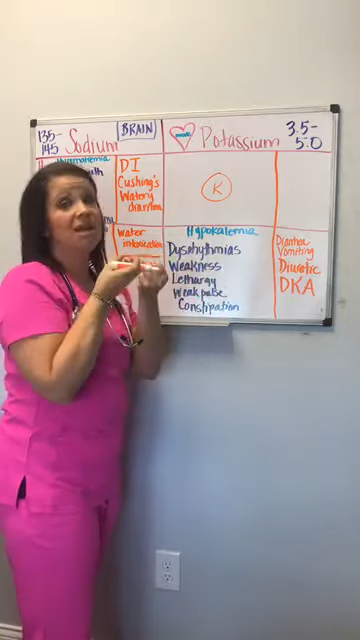 135-
145 Sodium
BRAIN
Potassium
3.5-
5.0
DI
Cushing's
Watery
diarrhea
K
water
intoxication
Hypokalemia
Dysrhythmias
Weakness
Lethargy
Weak pulse
Constipation
Diarrhea
Vomiting
Diuretic
DKA